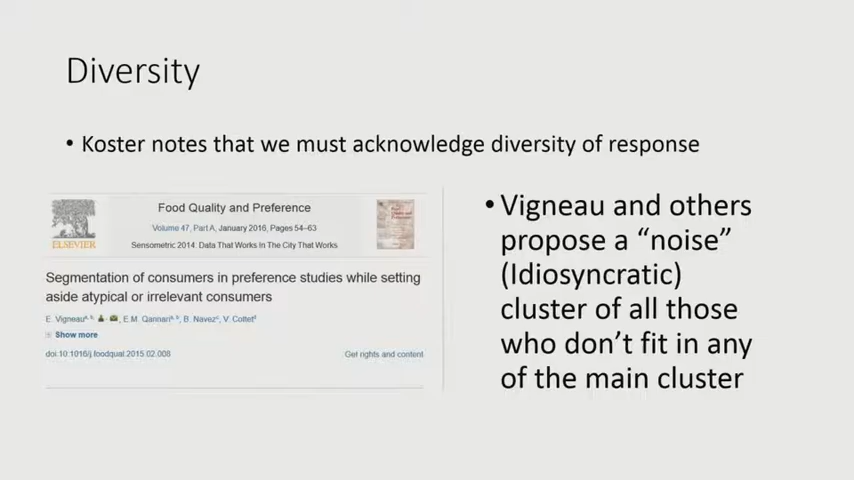 Diversity
• Koster notes that we must acknowledge diversity of response
ELSEVIER
Food Quality and Preference
Volume 47, Part A, January 2016, Pages 54–63
Sensometric 2014: Data That Works In The City That Works
Segmentation of consumers in preference studies while setting
aside atypical or irrelevant consumers
E. Vigneau, E.M. Qannari, B. Navez, V. Cottet
Show more
doi:10.1016/j.foodqual.2015.02.008
Get rights and content
• Vigneau and others
propose a “noise”
(Idiosyncratic)
cluster of all those
who don’t fit in any
of the main cluster